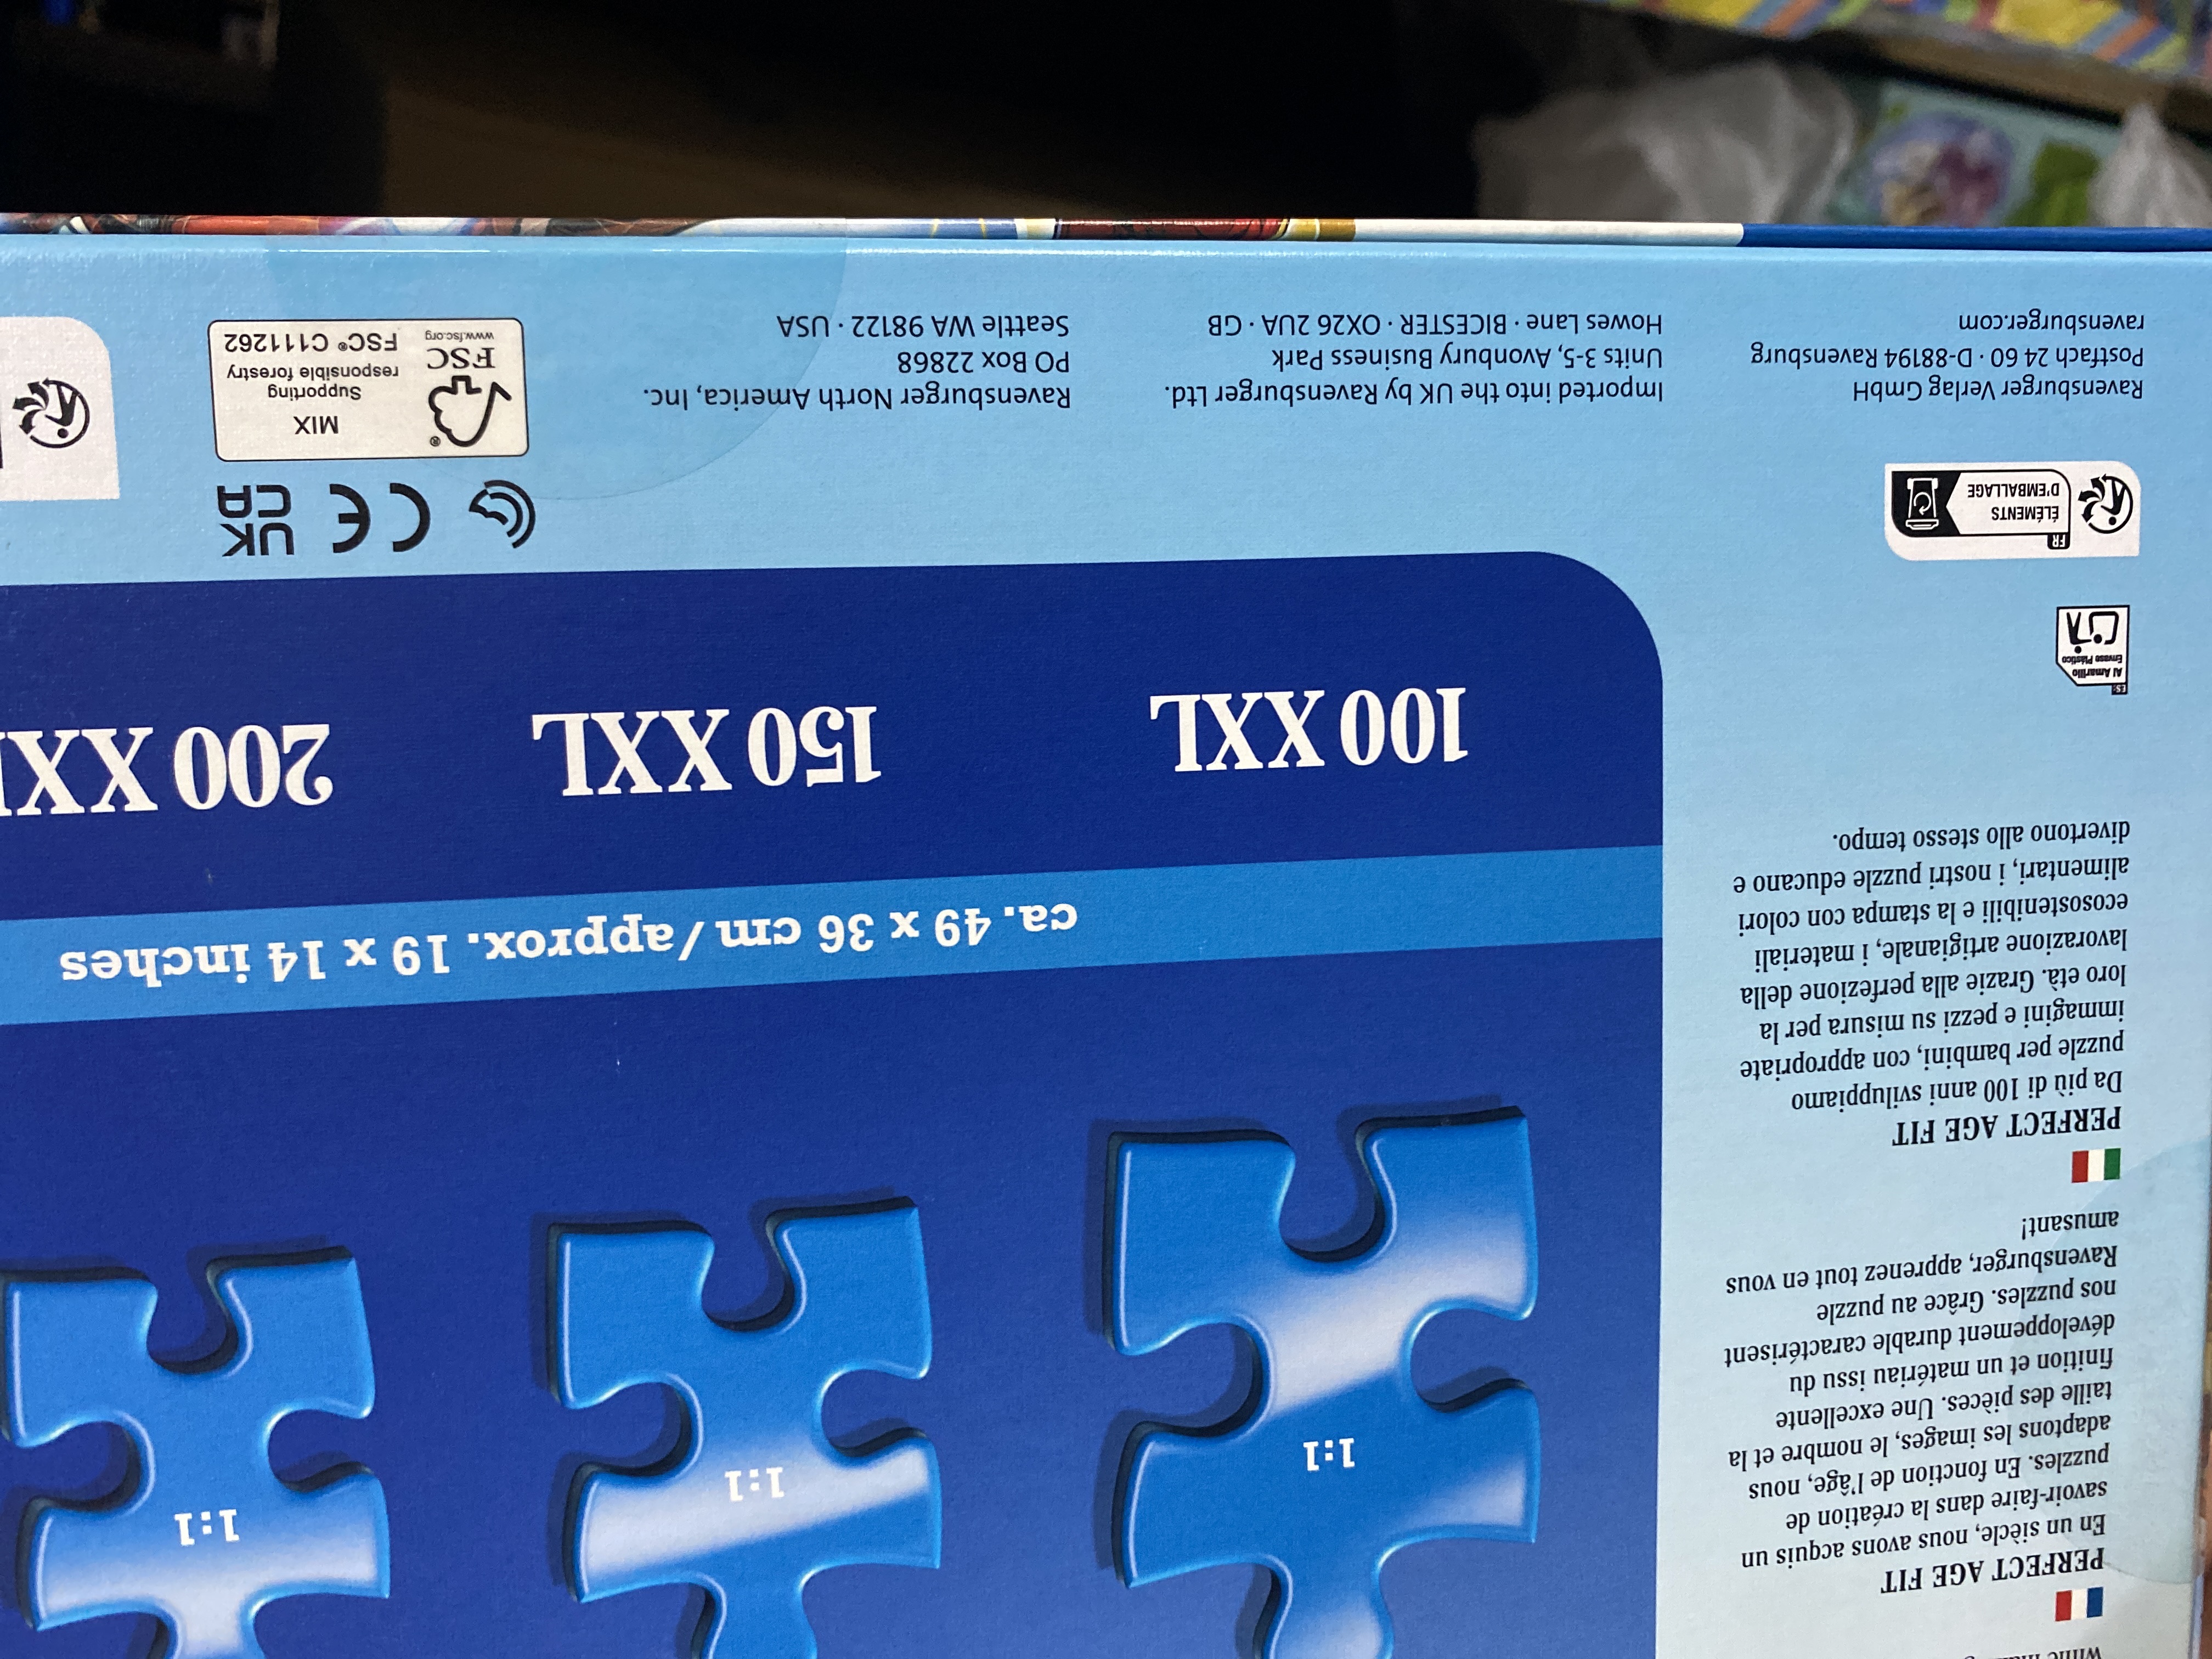 PERFECT AGE FIT
En un siècle, nous avons acquis un
savoir-faire dans la création de
puzzles. En fonction de l'âge, nous
adaptons les images, le nombre et la
taille des pièces. Une excellente
finition et un matériau issu du
développement durable caractérisent
nos puzzles. Grâce au puzzle
Ravensburger, apprenez tout en vous
amusant!
PERFECT AGE FIT
Da più di 100 anni sviluppiamo
puzzle per bambini, con appropriate
immagini e pezzi su misura per la
loro età. Grazie alla perfezione della
lavorazione artigianale, i materiali
ecosostenibili e la stampa con colori
alimentari, i nostri puzzle educano e
divertono allo stesso tempo.
ES
Al Amarillo
Envase Plástico
FR
ÉLÉMENTS
D'EMBALLAGE
Ravensburger Verlag GmbH
Postfach 24 60 · D-88194 Ravensburg
ravensburger.com
1:1
1:1
1:1
ca. 49 x 36 cm/approx. 19 x 14 inches
100 XXL
150 XXL
200 XX
Imported into the UK by Ravensburger Ltd.
Units 3-5, Avonbury Business Park
Howes Lane · BICESTER · OX26 2UA · GB
Ravensburger North America, Inc.
PO Box 22868
Seattle WA 98122 · USA
CE
UK
CA
FSC
www.fsc.org
MIX
Supporting
responsible forestry
FSC® C111262